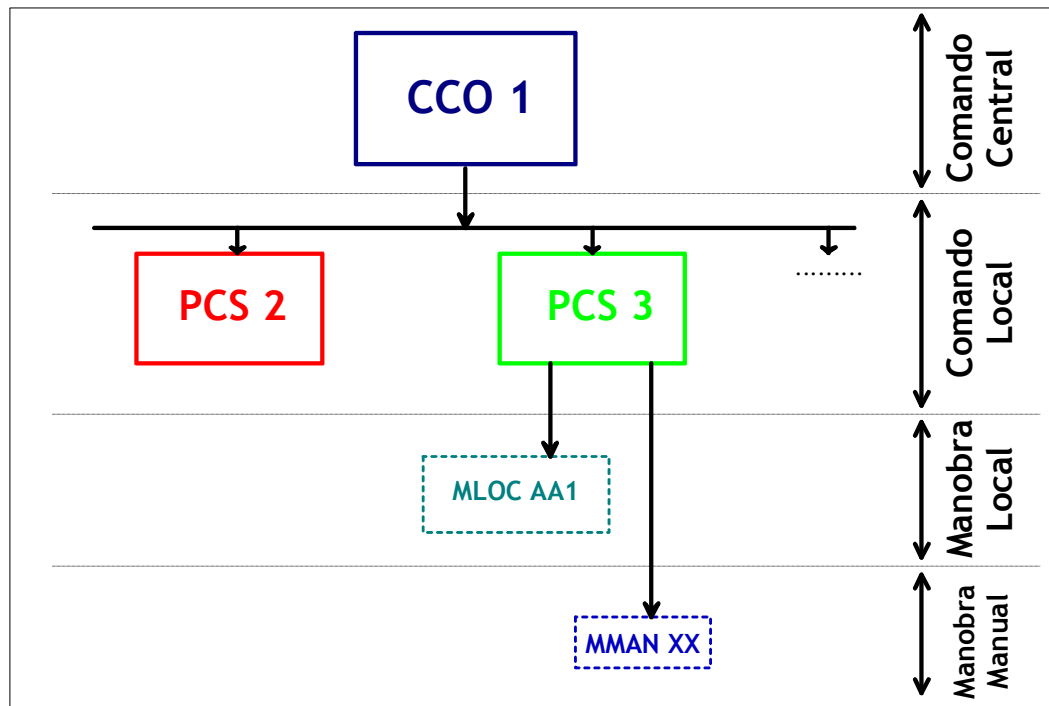 CCO 1
Comando
Central
PCS 2
PCS 3
.........
Comando
Local
MLOC AA1
Manobra
Local
MMAN XX
Manobra
Manual